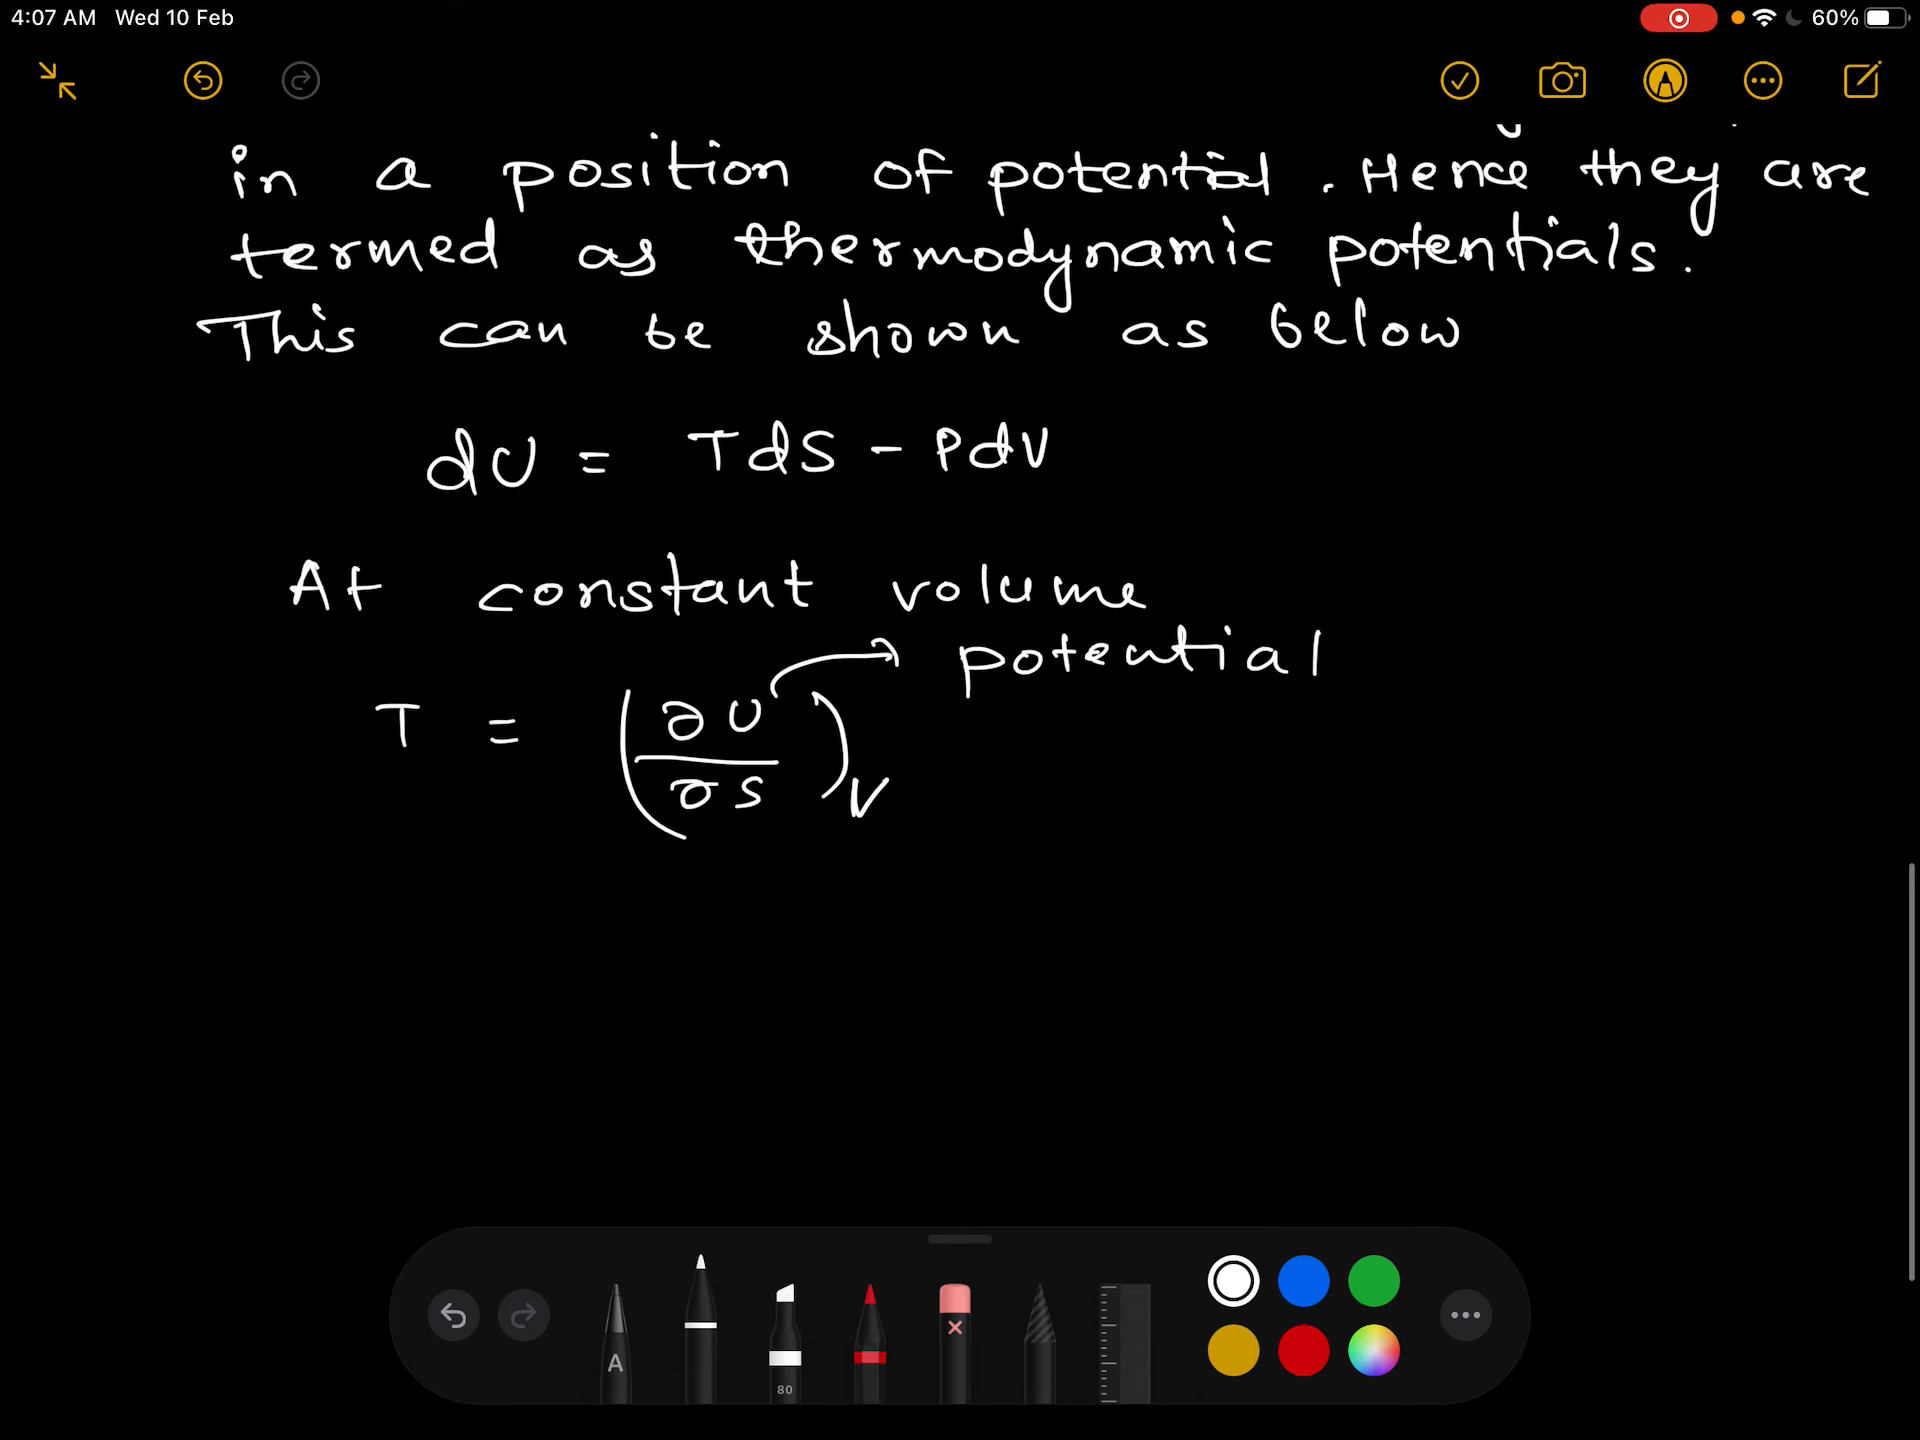 4:07 AM Wed 10 Feb 60%
in a position of potential. Hence they are
termed as thermodynamic potentials.
This can be shown as below
dU = TdS - PdV
At constant volume
potential
T = (∂U/∂S)V
A
80